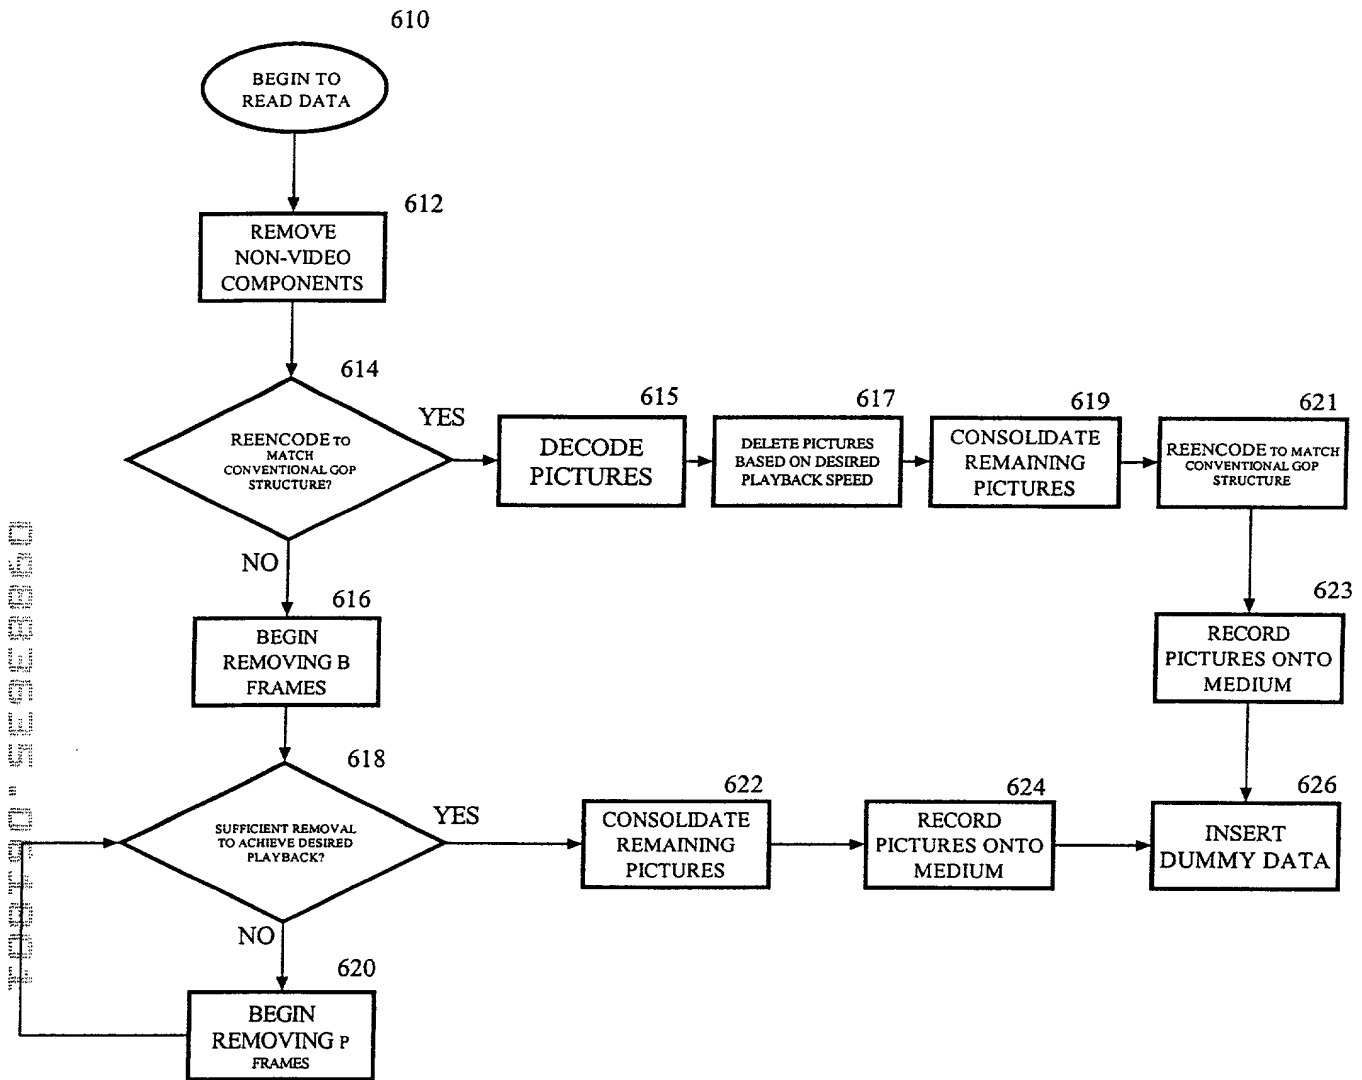 610
BEGIN TO
READ DATA
612
REMOVE
NON-VIDEO
COMPONENTS
614
REENCODE TO
MATCH
CONVENTIONAL GOP
STRUCTURE?
YES
615
DECODE
PICTURES
617
DELETE PICTURES
BASED ON DESIRED
PLAYBACK SPEED
619
CONSOLIDATE
REMAINING
PICTURES
621
REENCODE TO MATCH
CONVENTIONAL GOP
STRUCTURE
NO
616
BEGIN
REMOVING B
FRAMES
623
RECORD
PICTURES ONTO
MEDIUM
618
SUFFICIENT REMOVAL
TO ACHIEVE DESIRED
PLAYBACK?
YES
622
CONSOLIDATE
REMAINING
PICTURES
624
RECORD
PICTURES ONTO
MEDIUM
626
INSERT
DUMMY DATA
NO
620
BEGIN
REMOVING P
FRAMES